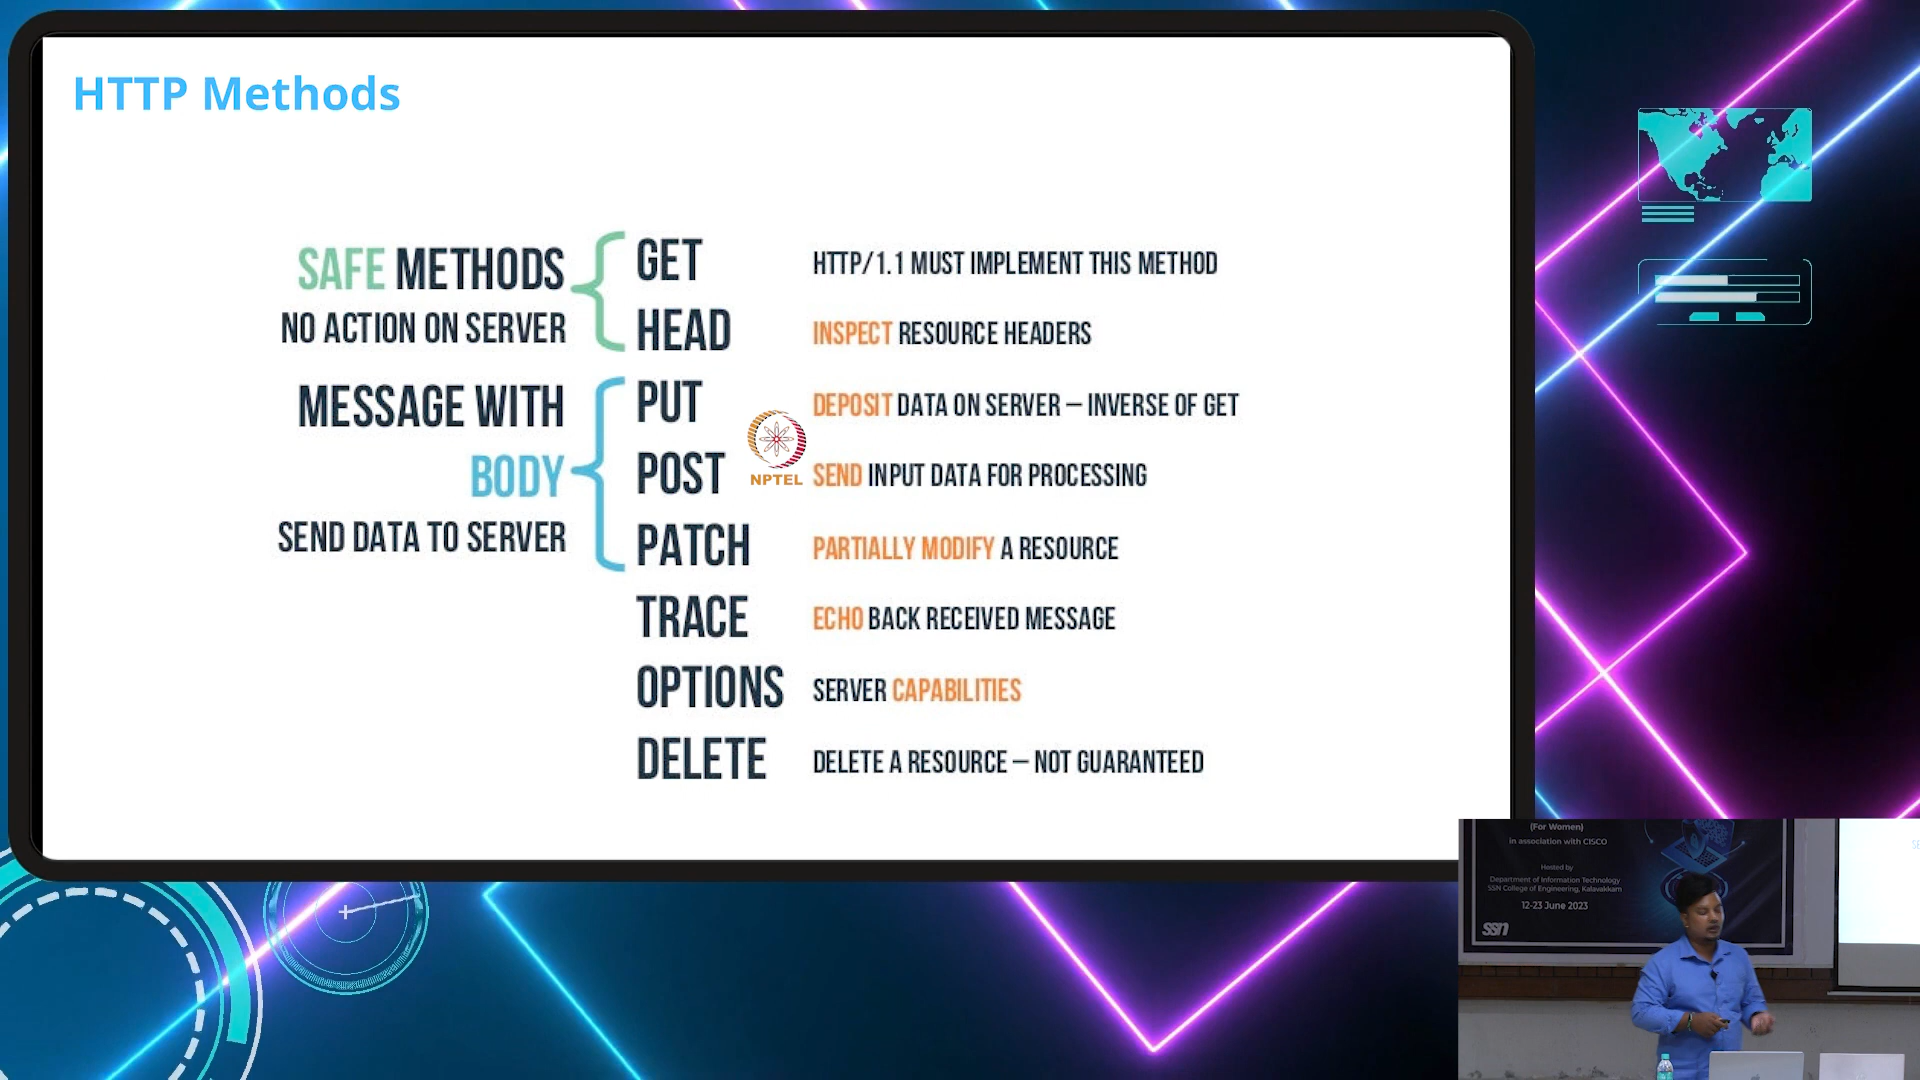 HTTP Methods
SAFE METHODS
NO ACTION ON SERVER
MESSAGE WITH
BODY
SEND DATA TO SERVER
GET HTTP/1.1 MUST IMPLEMENT THIS METHOD
HEAD INSPECT RESOURCE HEADERS
PUT DEPOSIT DATA ON SERVER – INVERSE OF GET
POST SEND INPUT DATA FOR PROCESSING
PATCH PARTIALLY MODIFY A RESOURCE
TRACE ECHO BACK RECEIVED MESSAGE
OPTIONS SERVER CAPABILITIES
DELETE DELETE A RESOURCE – NOT GUARANTEED
NPTEL
(For Women)
in association with CISCO
Hosted by
Department of Information Technology
SSN College of Engineering, Kalavakkam
12-23 June 2023
ssn